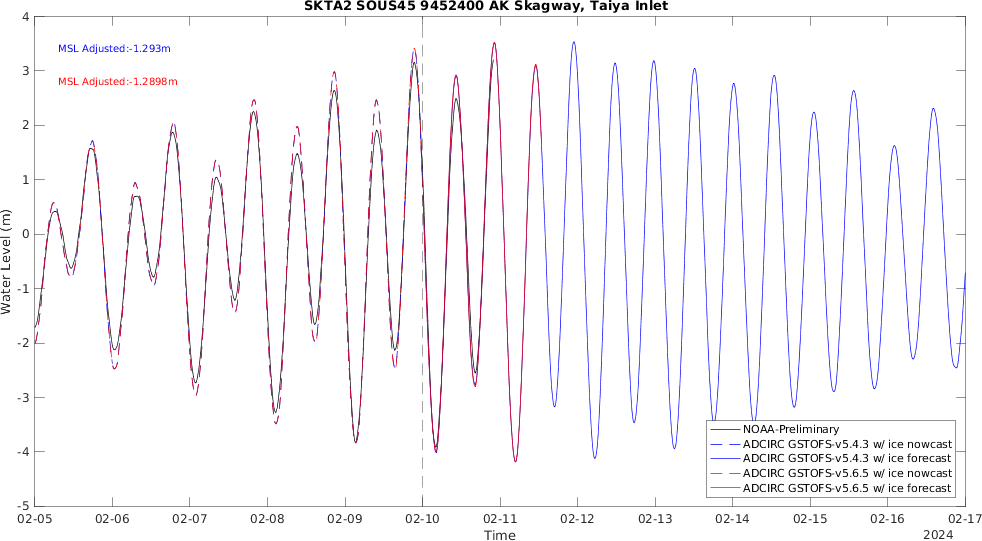 SKTA2 SOUS45 9452400 AK Skagway, Taiya Inlet
MSL Adjusted:-1.293m
MSL Adjusted:-1.2898m
Water Level (m)
4
3
2
1
0
-1
-2
-3
-4
-5
NOAA-Preliminary
ADCIRC GSTOFS-v5.4.3 w/ ice nowcast
ADCIRC GSTOFS-v5.4.3 w/ ice forecast
ADCIRC GSTOFS-v5.6.5 w/ ice nowcast
ADCIRC GSTOFS-v5.6.5 w/ ice forecast
02-05 02-06 02-07 02-08 02-09 02-10 02-11 02-12 02-13 02-14 02-15 02-16 02-17
Time
2024